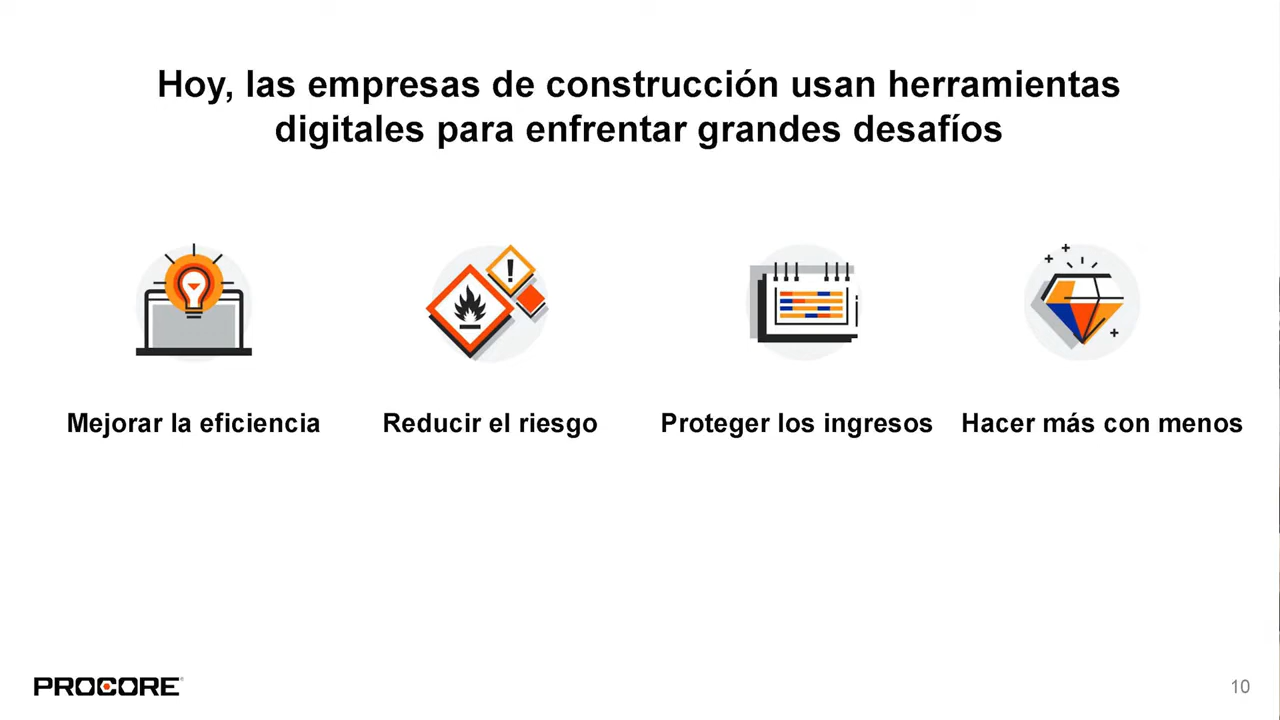 Hoy, las empresas de construcción usan herramientas
digitales para enfrentar grandes desafíos
Mejorar la eficiencia
Reducir el riesgo
Proteger los ingresos
Hacer más con menos
PROCORE
10